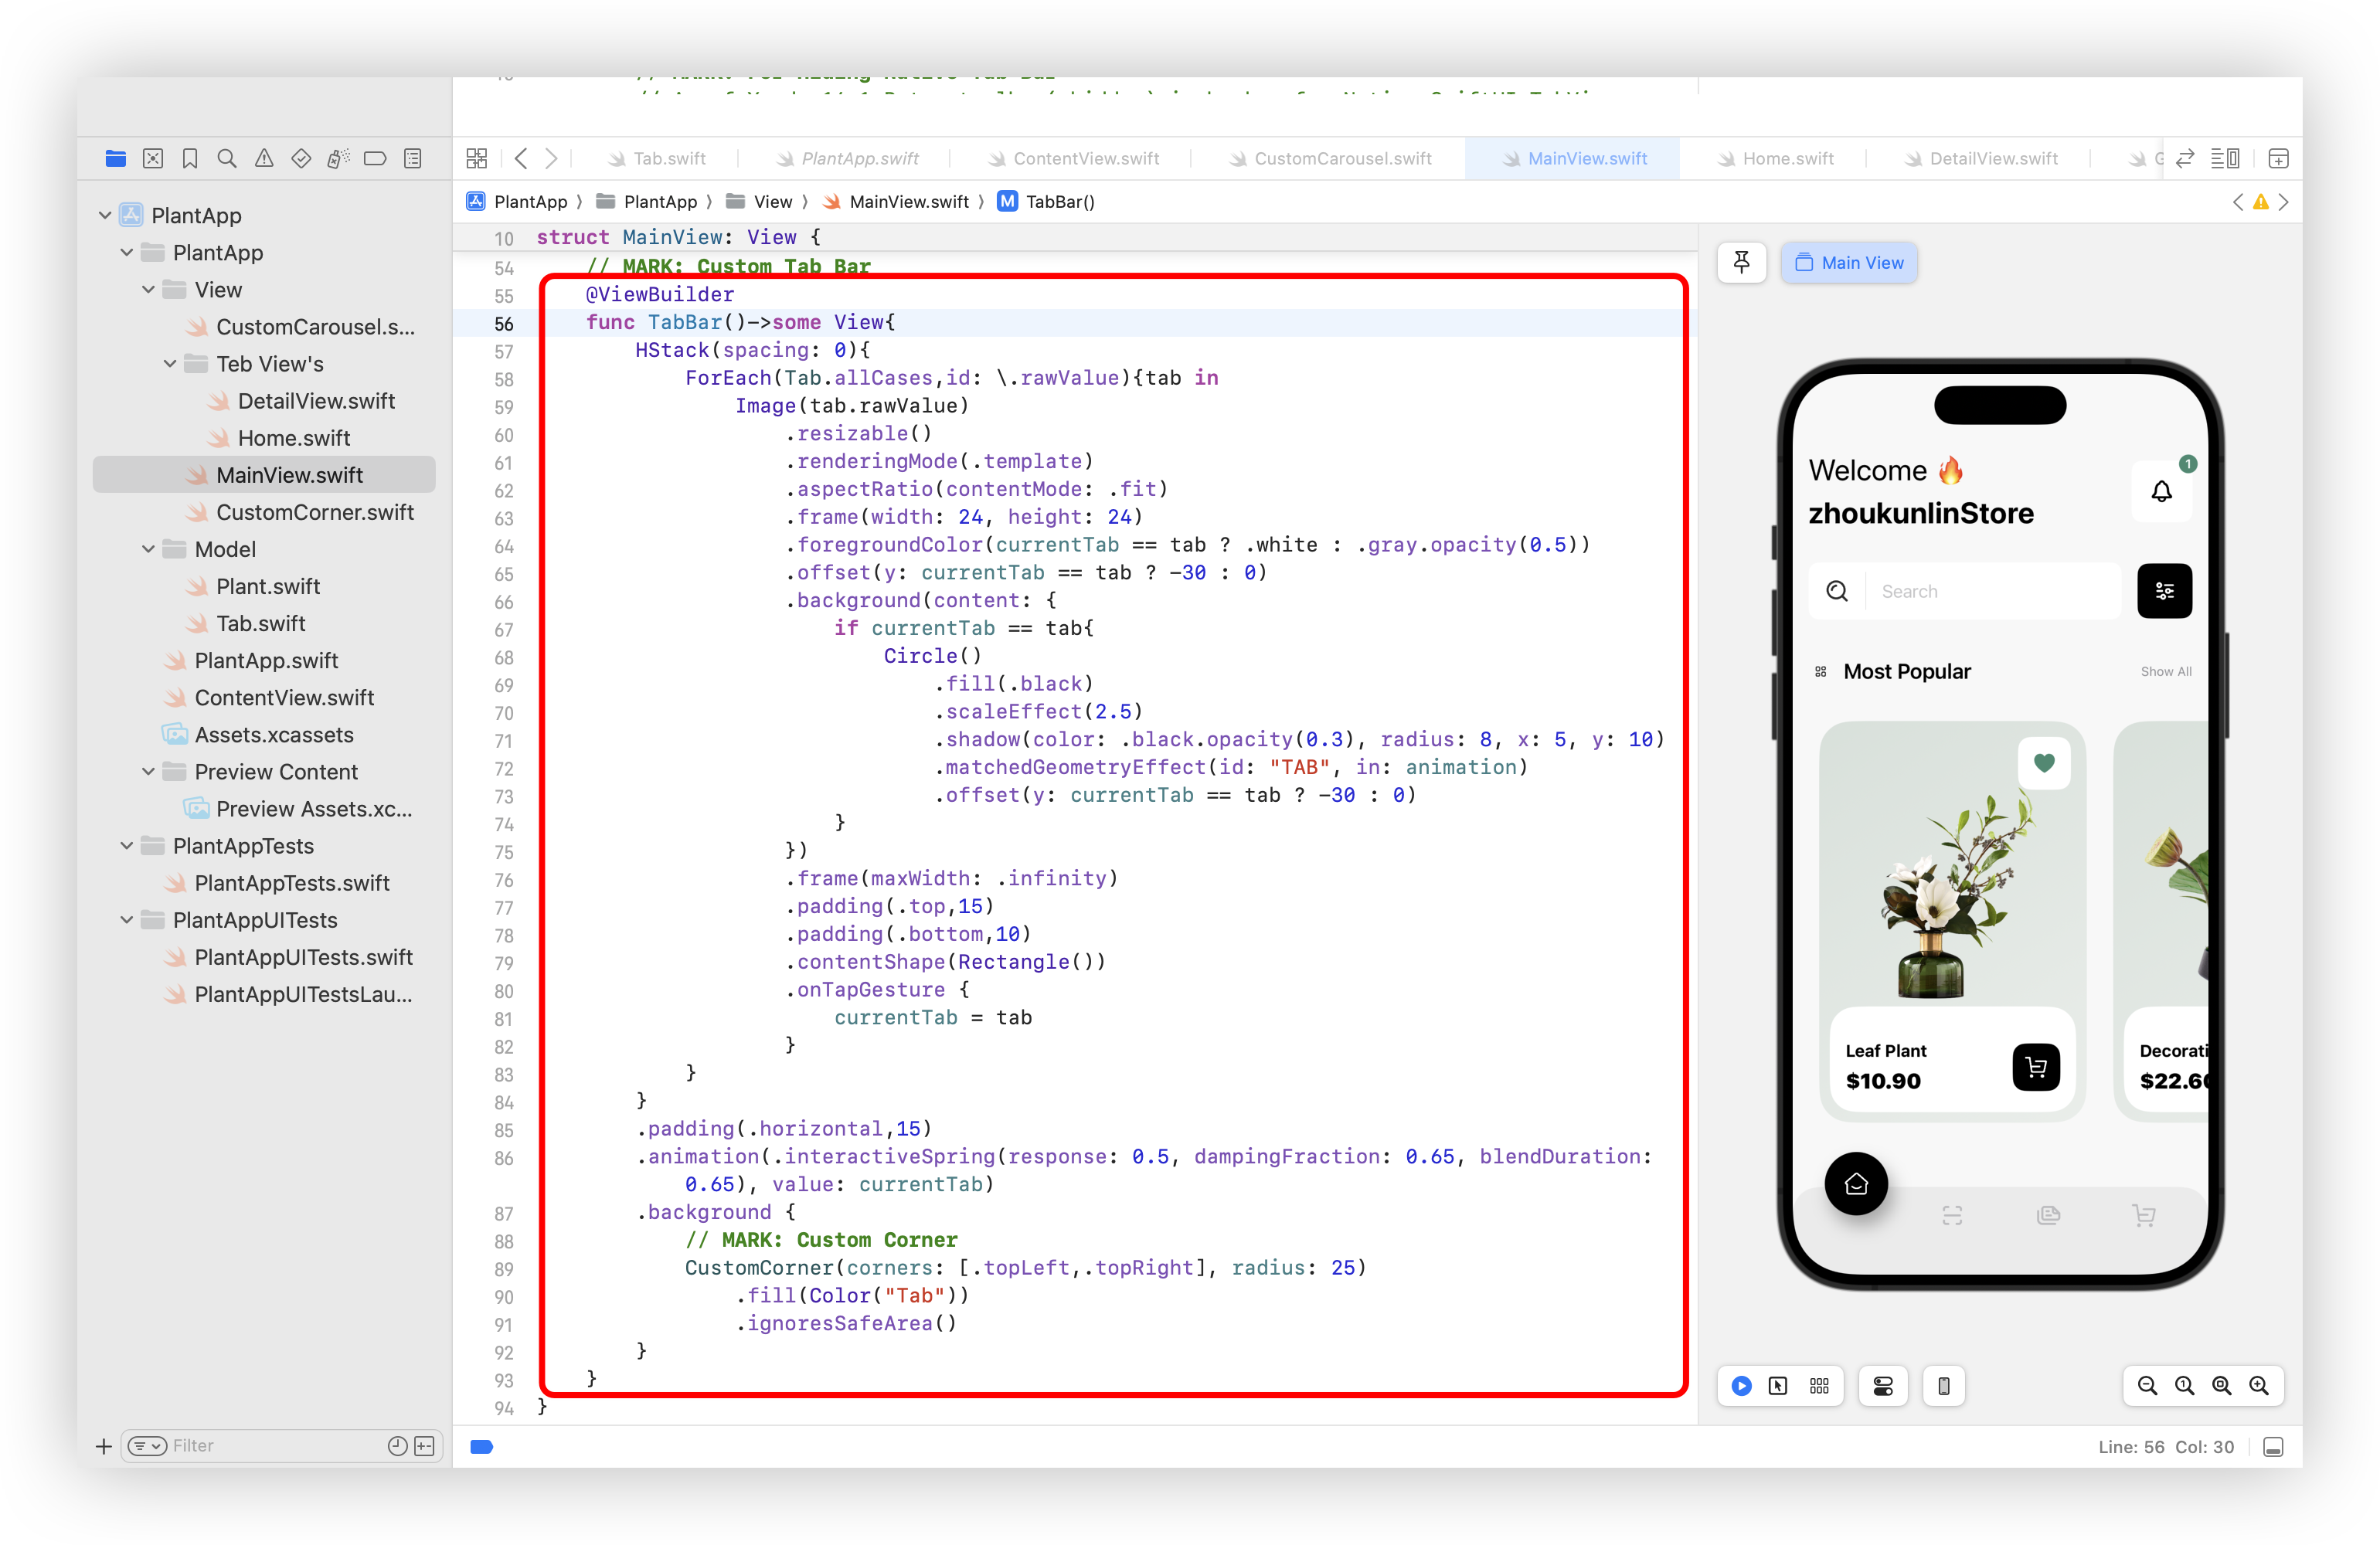 Tab.swift
PlantApp.swift
ContentView.swift
CustomCarousel.swift
MainView.swift
Home.swift
DetailView.swift
PlantApp 〉 PlantApp 〉 View 〉 MainView.swift 〉 M TabBar()
PlantApp
PlantApp
View
CustomCarousel.s...
Teb View's
DetailView.swift
Home.swift
MainView.swift
CustomCorner.swift
Model
Plant.swift
Tab.swift
PlantApp.swift
ContentView.swift
Assets.xcassets
Preview Content
Preview Assets.xc...
PlantAppTests
PlantAppTests.swift
PlantAppUITests
PlantAppUITests.swift
PlantAppUITestsLau...
Filter
10 struct MainView: View {
54 // MARK: Custom Tab Bar
55 @ViewBuilder
56 func TabBar()->some View{
57 HStack(spacing: 0){
58 ForEach(Tab.allCases,id: \.rawValue){tab in
59 Image(tab.rawValue)
60 .resizable()
61 .renderingMode(.template)
62 .aspectRatio(contentMode: .fit)
63 .frame(width: 24, height: 24)
64 .foregroundColor(currentTab == tab ? .white : .gray.opacity(0.5))
65 .offset(y: currentTab == tab ? -30 : 0)
66 .background(content: {
67 if currentTab == tab{
68 Circle()
69 .fill(.black)
70 .scaleEffect(2.5)
71 .shadow(color: .black.opacity(0.3), radius: 8, x: 5, y: 10)
72 .matchedGeometryEffect(id: "TAB", in: animation)
73 .offset(y: currentTab == tab ? -30 : 0)
74 }
75 })
76 .frame(maxWidth: .infinity)
77 .padding(.top,15)
78 .padding(.bottom,10)
79 .contentShape(Rectangle())
80 .onTapGesture {
81 currentTab = tab
82 }
83 }
84 }
85 .padding(.horizontal,15)
86 .animation(.interactiveSpring(response: 0.5, dampingFraction: 0.65, blendDuration:
0.65), value: currentTab)
87 .background {
88 // MARK: Custom Corner
89 CustomCorner(corners: [.topLeft,.topRight], radius: 25)
90 .fill(Color("Tab"))
91 .ignoresSafeArea()
92 }
93 }
94 }
Main View
Welcome 🔥
1
zhoukunlinStore
Search
Most Popular
Show All
Leaf Plant
$10.90
Decorati
$22.60
Line: 56 Col: 30